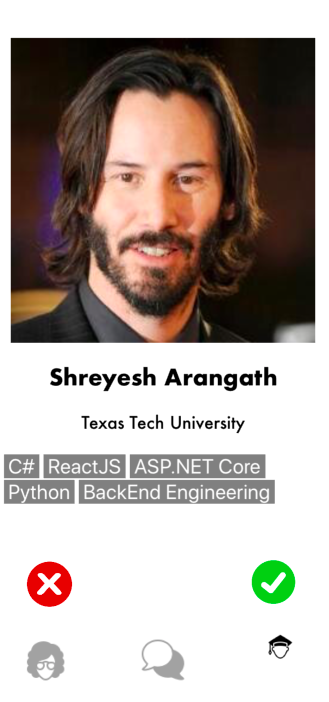 Shreyesh Arangath
Texas Tech University
C# ReactJS ASP.NET Core
Python BackEnd Engineering